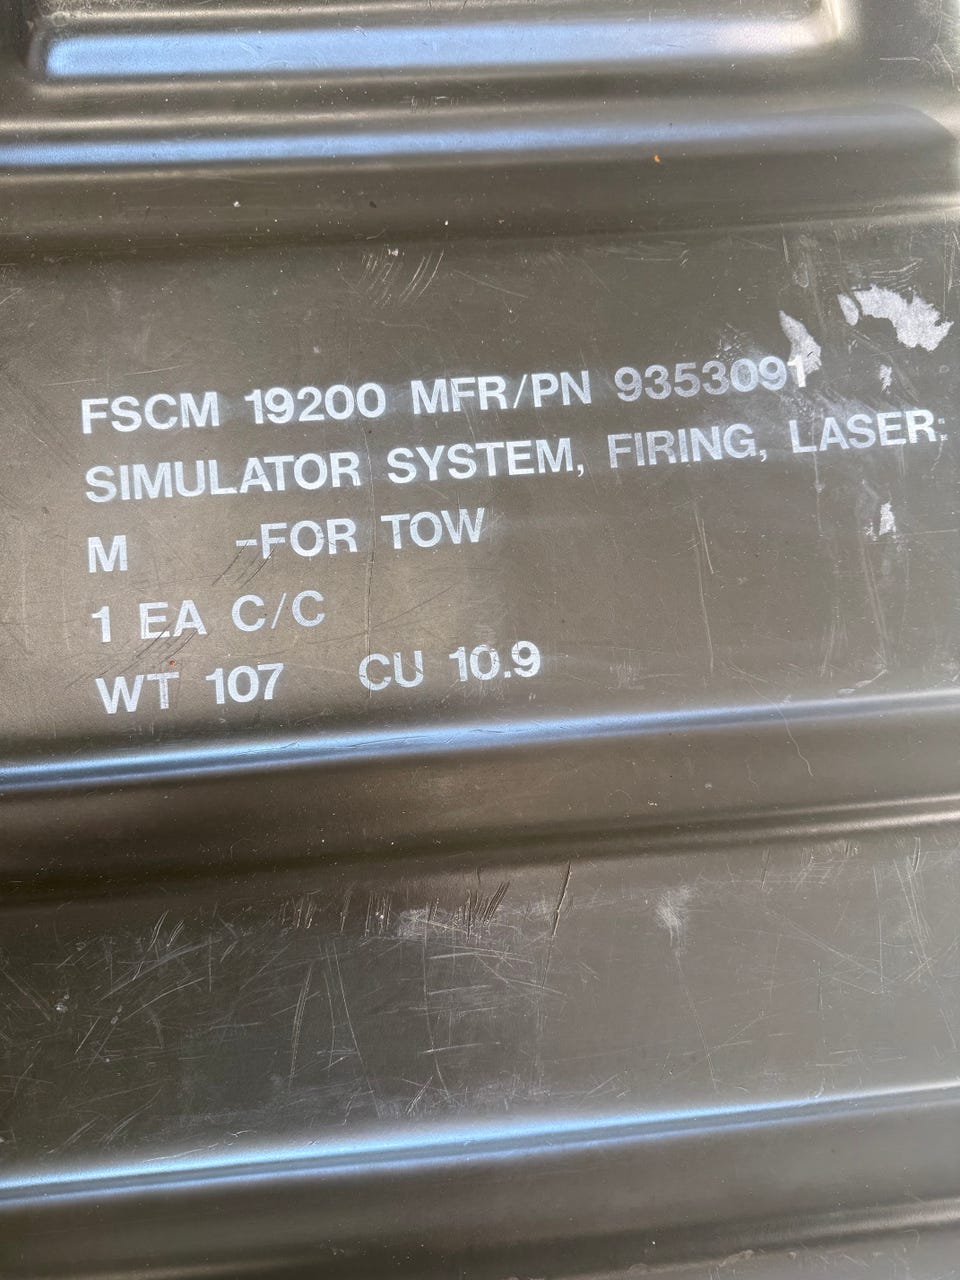 FSCM 19200 MFR/PN 9353091
SIMULATOR SYSTEM, FIRING, LASER:
M -FOR TOW
1 EA C/C
WT 107 CU 10.9